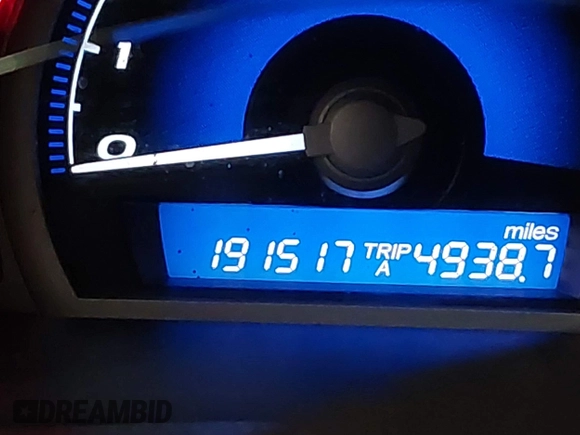 1
0
miles
191517 TRIP A 4938.7
DREAMBID